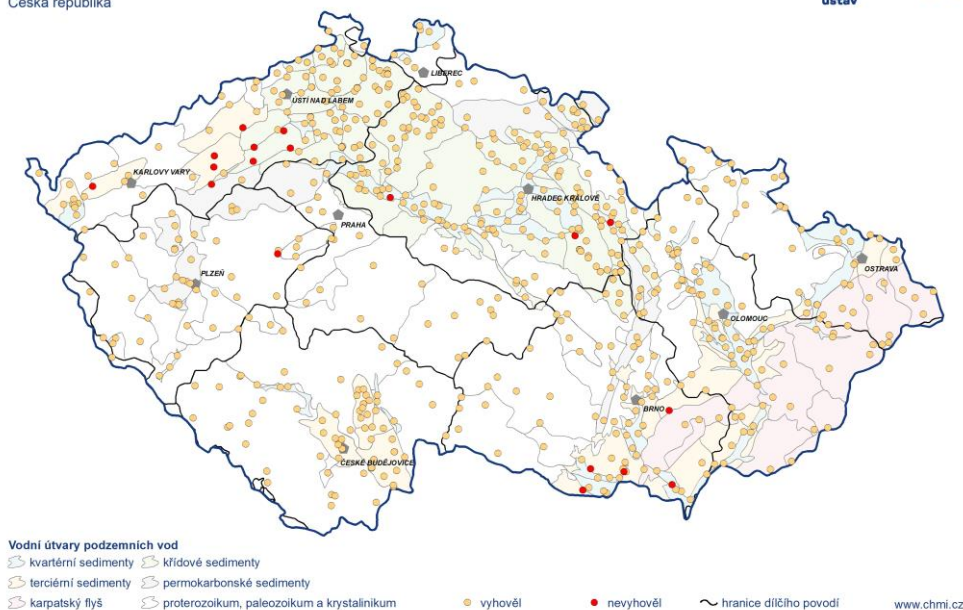 Česká republika
ústav
LIBEREC
ÚSTÍ NAD LABEM
KARLOVY VARY
HRADEC KRÁLOVÉ
PRAHA
PLZEŇ
OSTRAVA
OLOMOUC
BRNO
ČESKÉ BUDĚJOVICE
Vodní útvary podzemních vod
kvartérní sedimenty křídové sedimenty
terciérní sedimenty permokarbonské sedimenty
karpatský flyš proterozoikum, paleozoikum a krystalinikum vyhověl nevyhověl hranice dílčího povodí www.chmi.cz